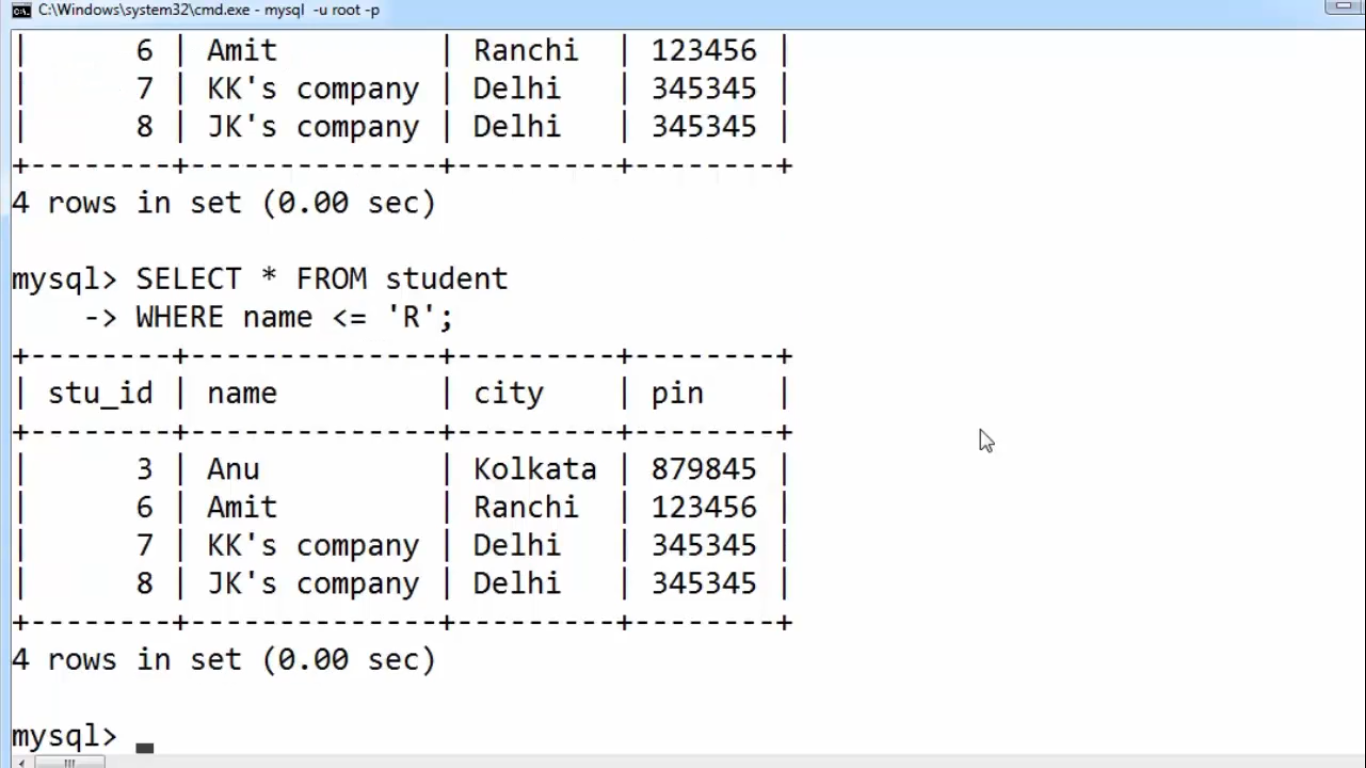 C:\Windows\system32\cmd.exe - mysql -u root -p
|      6 | Amit         | Ranchi  | 123456 |
|      7 | KK's company | Delhi   | 345345 |
|      8 | JK's company | Delhi   | 345345 |
+--------+--------------+---------+--------+
4 rows in set (0.00 sec)
mysql> SELECT * FROM student
    -> WHERE name <= 'R';
+--------+--------------+---------+--------+
| stu_id | name         | city    | pin    |
+--------+--------------+---------+--------+
|      3 | Anu          | Kolkata | 879845 |
|      6 | Amit         | Ranchi  | 123456 |
|      7 | KK's company | Delhi   | 345345 |
|      8 | JK's company | Delhi   | 345345 |
+--------+--------------+---------+--------+
4 rows in set (0.00 sec)
mysql> _